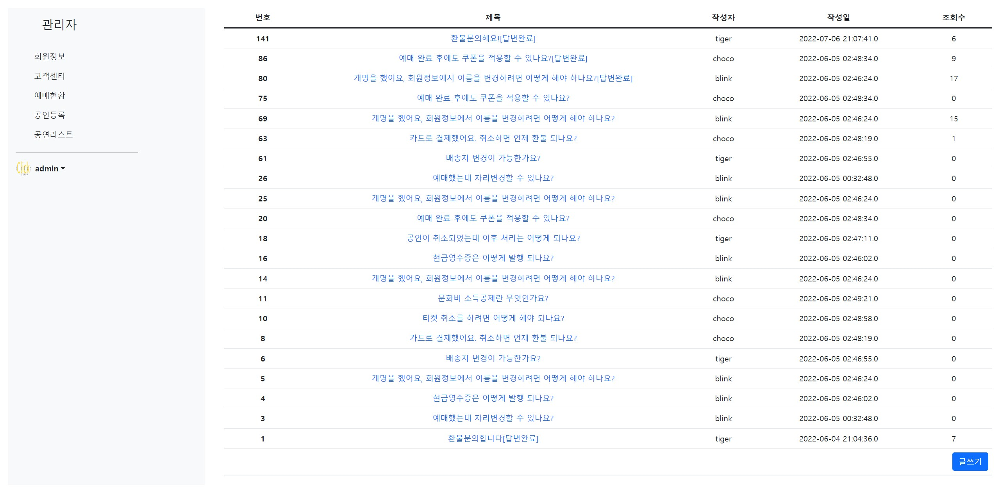 관리자
회원정보
고객센터
예매현황
공연등록
공연리스트
Click
admin
번호 제목 작성자 작성일 조회수
141 환불문의해요![답변완료] tiger 2022-07-06 21:07:41.0 6
86 예매 완료 후에도 쿠폰을 적용할 수 있나요?[답변완료] choco 2022-06-05 02:48:34.0 9
80 개명을 했어요, 회원정보에서 이름을 변경하려면 어떻게 해야 하나요?[답변완료] blink 2022-06-05 02:46:24.0 17
75 예매 완료 후에도 쿠폰을 적용할 수 있나요? choco 2022-06-05 02:48:34.0 0
69 개명을 했어요, 회원정보에서 이름을 변경하려면 어떻게 해야 하나요? blink 2022-06-05 02:46:24.0 15
63 카드로 결제했어요. 취소하면 언제 환불 되나요? choco 2022-06-05 02:48:19.0 1
61 배송지 변경이 가능한가요? tiger 2022-06-05 02:46:55.0 0
26 예매했는데 자리변경할 수 있나요? blink 2022-06-05 00:32:48.0 0
25 개명을 했어요, 회원정보에서 이름을 변경하려면 어떻게 해야 하나요? blink 2022-06-05 02:46:24.0 0
20 예매 완료 후에도 쿠폰을 적용할 수 있나요? choco 2022-06-05 02:48:34.0 0
18 공연이 취소되었는데 이후 처리는 어떻게 되나요? tiger 2022-06-05 02:47:11.0 0
16 현금영수증은 어떻게 발행 되나요? blink 2022-06-05 02:46:02.0 0
14 개명을 했어요, 회원정보에서 이름을 변경하려면 어떻게 해야 하나요? blink 2022-06-05 02:46:24.0 0
11 문화비 소득공제란 무엇인가요? choco 2022-06-05 02:49:21.0 0
10 티켓 취소를 하려면 어떻게 해야 되나요? choco 2022-06-05 02:48:58.0 0
8 카드로 결제했어요. 취소하면 언제 환불 되나요? choco 2022-06-05 02:48:19.0 0
6 배송지 변경이 가능한가요? tiger 2022-06-05 02:46:55.0 0
5 개명을 했어요, 회원정보에서 이름을 변경하려면 어떻게 해야 하나요? blink 2022-06-05 02:46:24.0 0
4 현금영수증은 어떻게 발행 되나요? blink 2022-06-05 02:46:02.0 0
3 예매했는데 자리변경할 수 있나요? blink 2022-06-05 00:32:48.0 0
1 환불문의합니다[답변완료] tiger 2022-06-04 21:04:36.0 7
글쓰기